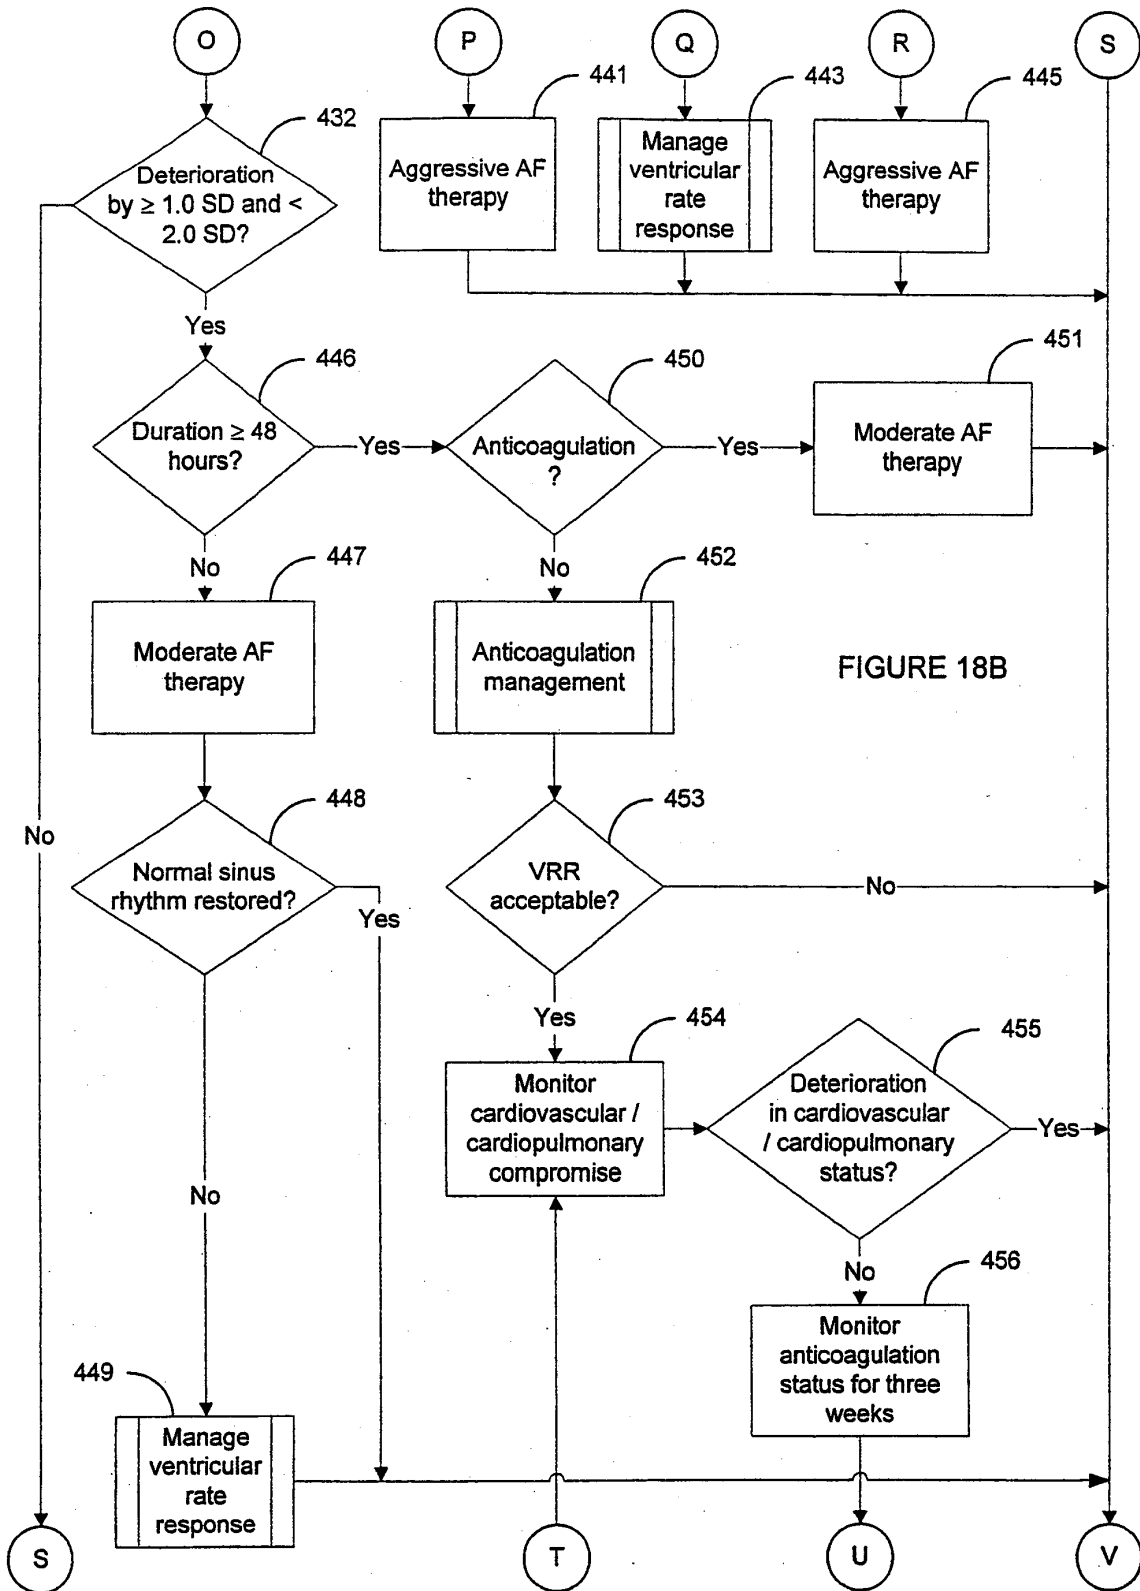 O
P
Q
R
S
432
441
443
445
Deterioration
by ≥ 1.0 SD and <
2.0 SD?
Aggressive AF
therapy
Manage
ventricular
rate
response
Aggressive AF
therapy
Yes
446
450
451
Duration ≥ 48
hours?
Yes
Anticoagulation
?
Yes
Moderate AF
therapy
No
447
No
452
Moderate AF
therapy
Anticoagulation
management
FIGURE 18B
448
453
No
Normal sinus
rhythm restored?
Yes
VRR
acceptable?
No
Yes
454
455
Monitor
cardiovascular /
cardiopulmonary
compromise
Deterioration
in cardiovascular
/ cardiopulmonary
status?
Yes
No
No
456
Monitor
anticoagulation
status for three
weeks
449
Manage
ventricular
rate
response
S
T
U
V